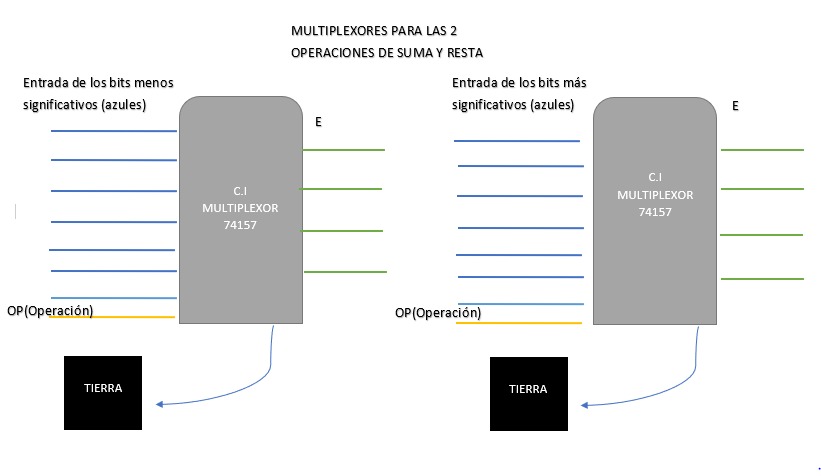 MULTIPLEXORES PARA LAS 2
OPERACIONES DE SUMA Y RESTA
Entrada de los bits menos
significativos (azules)
E
C.I
MULTIPLEXOR
74157
OP(Operación)
TIERRA
Entrada de los bits más
significativos (azules)
E
C.I
MULTIPLEXOR
74157
OP(Operación)
TIERRA